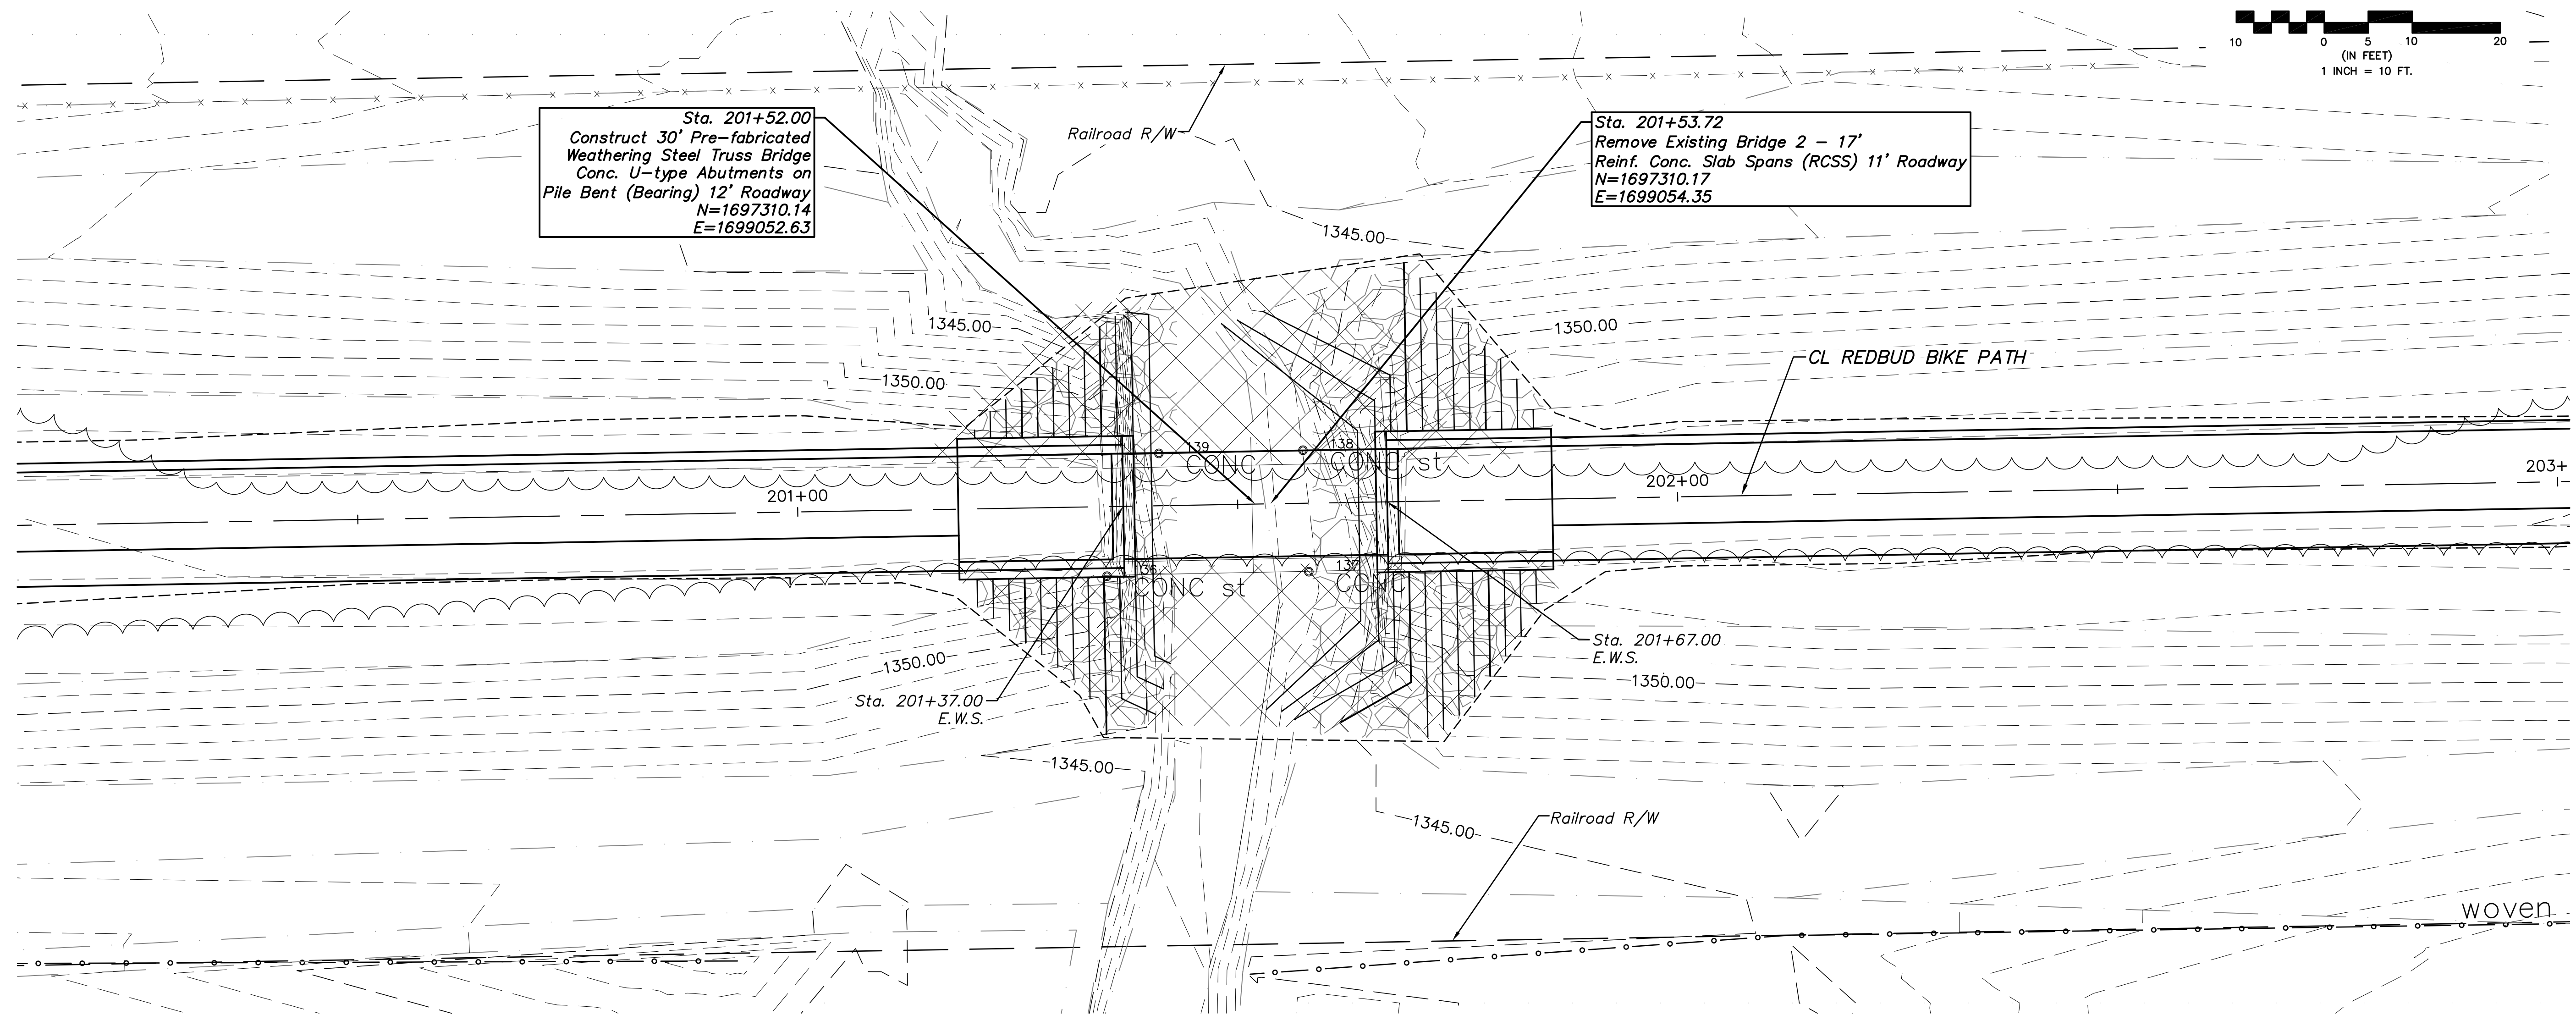 10 0 5 10 20
(IN FEET)
1 INCH = 10 FT.
Sta. 201+52.00
Construct 30' Pre-fabricated
Weathering Steel Truss Bridge
Conc. U-type Abutments on
Pile Bent (Bearing) 12' Roadway
N=1697310.14
E=1699052.63
Railroad R/W
Sta. 201+53.72
Remove Existing Bridge 2 - 17'
Reinf. Conc. Slab Spans (RCSS) 11' Roadway
N=1697310.17
E=1699054.35
1345.00
1345.00
1350.00
1350.00
CL REDBUD BIKE PATH
139
CONC
138
CONC st
201+00
202+00
203+
136
CONC st
137
CONC
Sta. 201+67.00
E.W.S.
1350.00
1350.00
Sta. 201+37.00
E.W.S.
1345.00
1345.00
Railroad R/W
woven